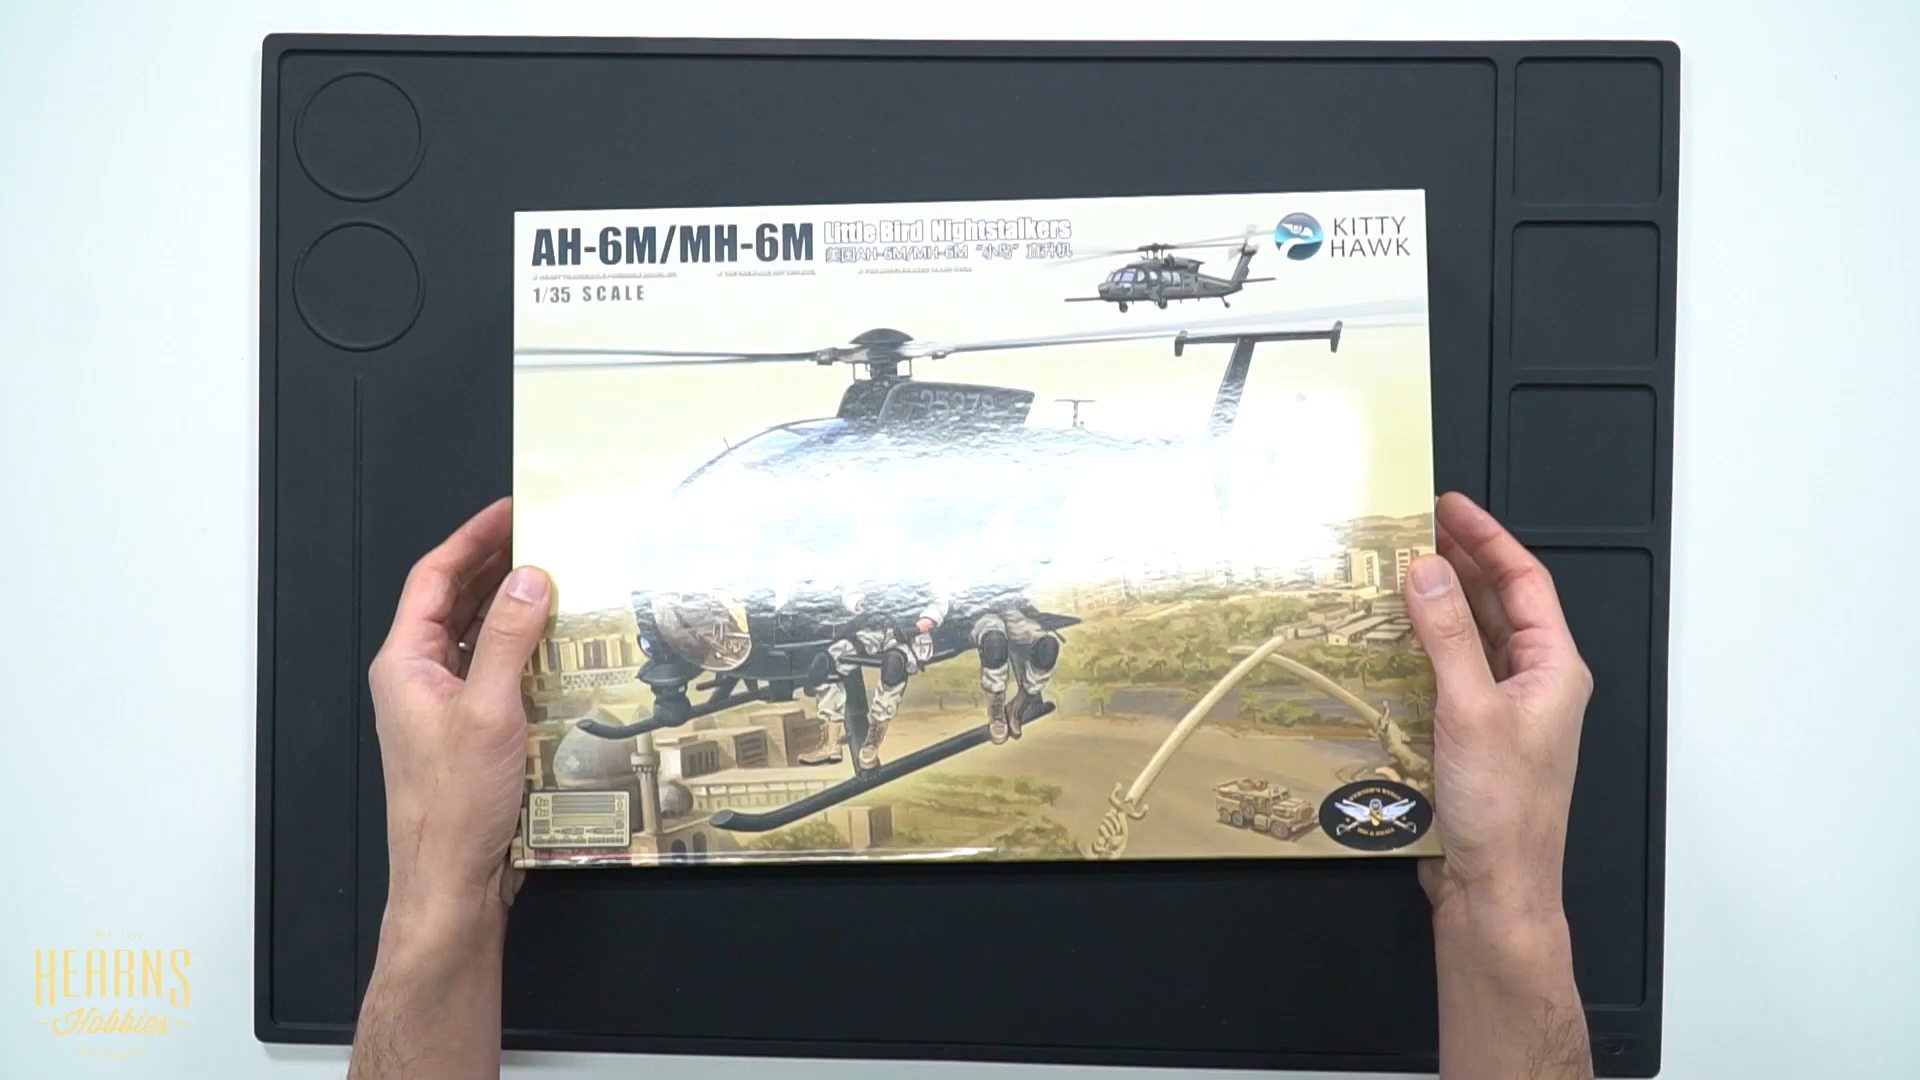 AH-6M/MH-6M
Little Bird Nightstalkers
美国AH-6M/MH-6M "小鸟" 直升机
1/35 SCALE
KITTY
HAWK
25379
HEARNS
Hobbies